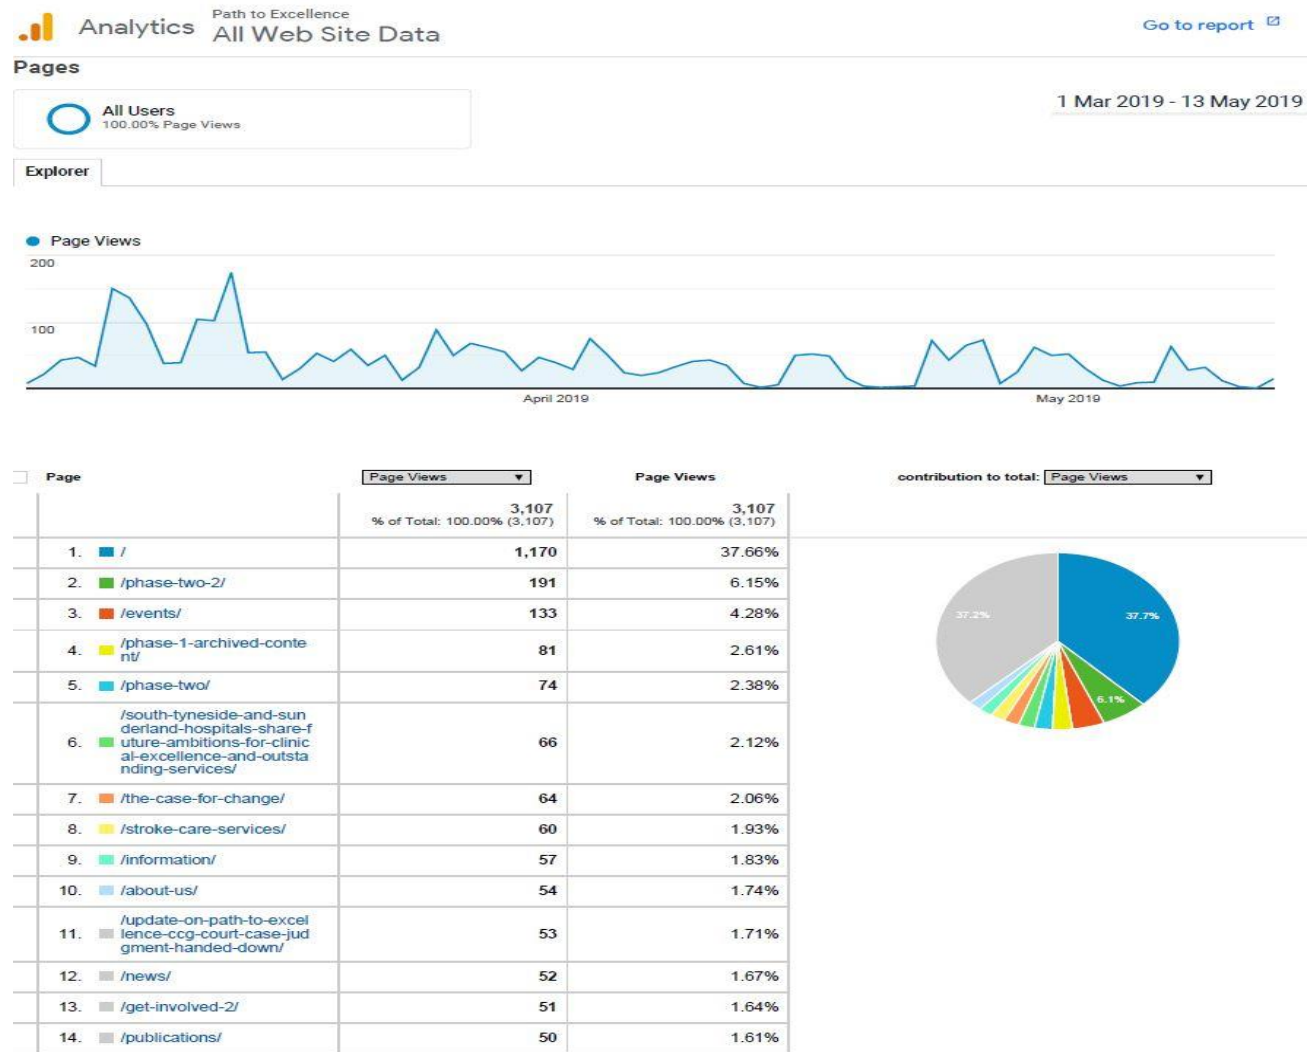 Analytics
Path to Excellence
All Web Site Data
Go to report
Pages
All Users
100.00% Page Views
1 Mar 2019 - 13 May 2019
Explorer
Page Views
200
100
April 2019
May 2019
Page
Page Views
Page Views
contribution to total: Page Views
3,107
% of Total: 100.00% (3,107)
3,107
% of Total: 100.00% (3,107)
1. / 1,170 37.66%
2. /phase-two-2/ 191 6.15%
3. /events/ 133 4.28%
4. /phase-1-archived-conte
nt/ 81 2.61%
5. /phase-two/ 74 2.38%
6. /south-tyneside-and-sun
derland-hospitals-share-f
uture-ambitions-for-clinic
al-excellence-and-outsta
nding-services/ 66 2.12%
7. /the-case-for-change/ 64 2.06%
8. /stroke-care-services/ 60 1.93%
9. /information/ 57 1.83%
10. /about-us/ 54 1.74%
11. /update-on-path-to-excel
lence-ccg-court-case-jud
gment-handed-down/ 53 1.71%
12. /news/ 52 1.67%
13. /get-involved-2/ 51 1.64%
14. /publications/ 50 1.61%
37.2%
37.7%
6.1%